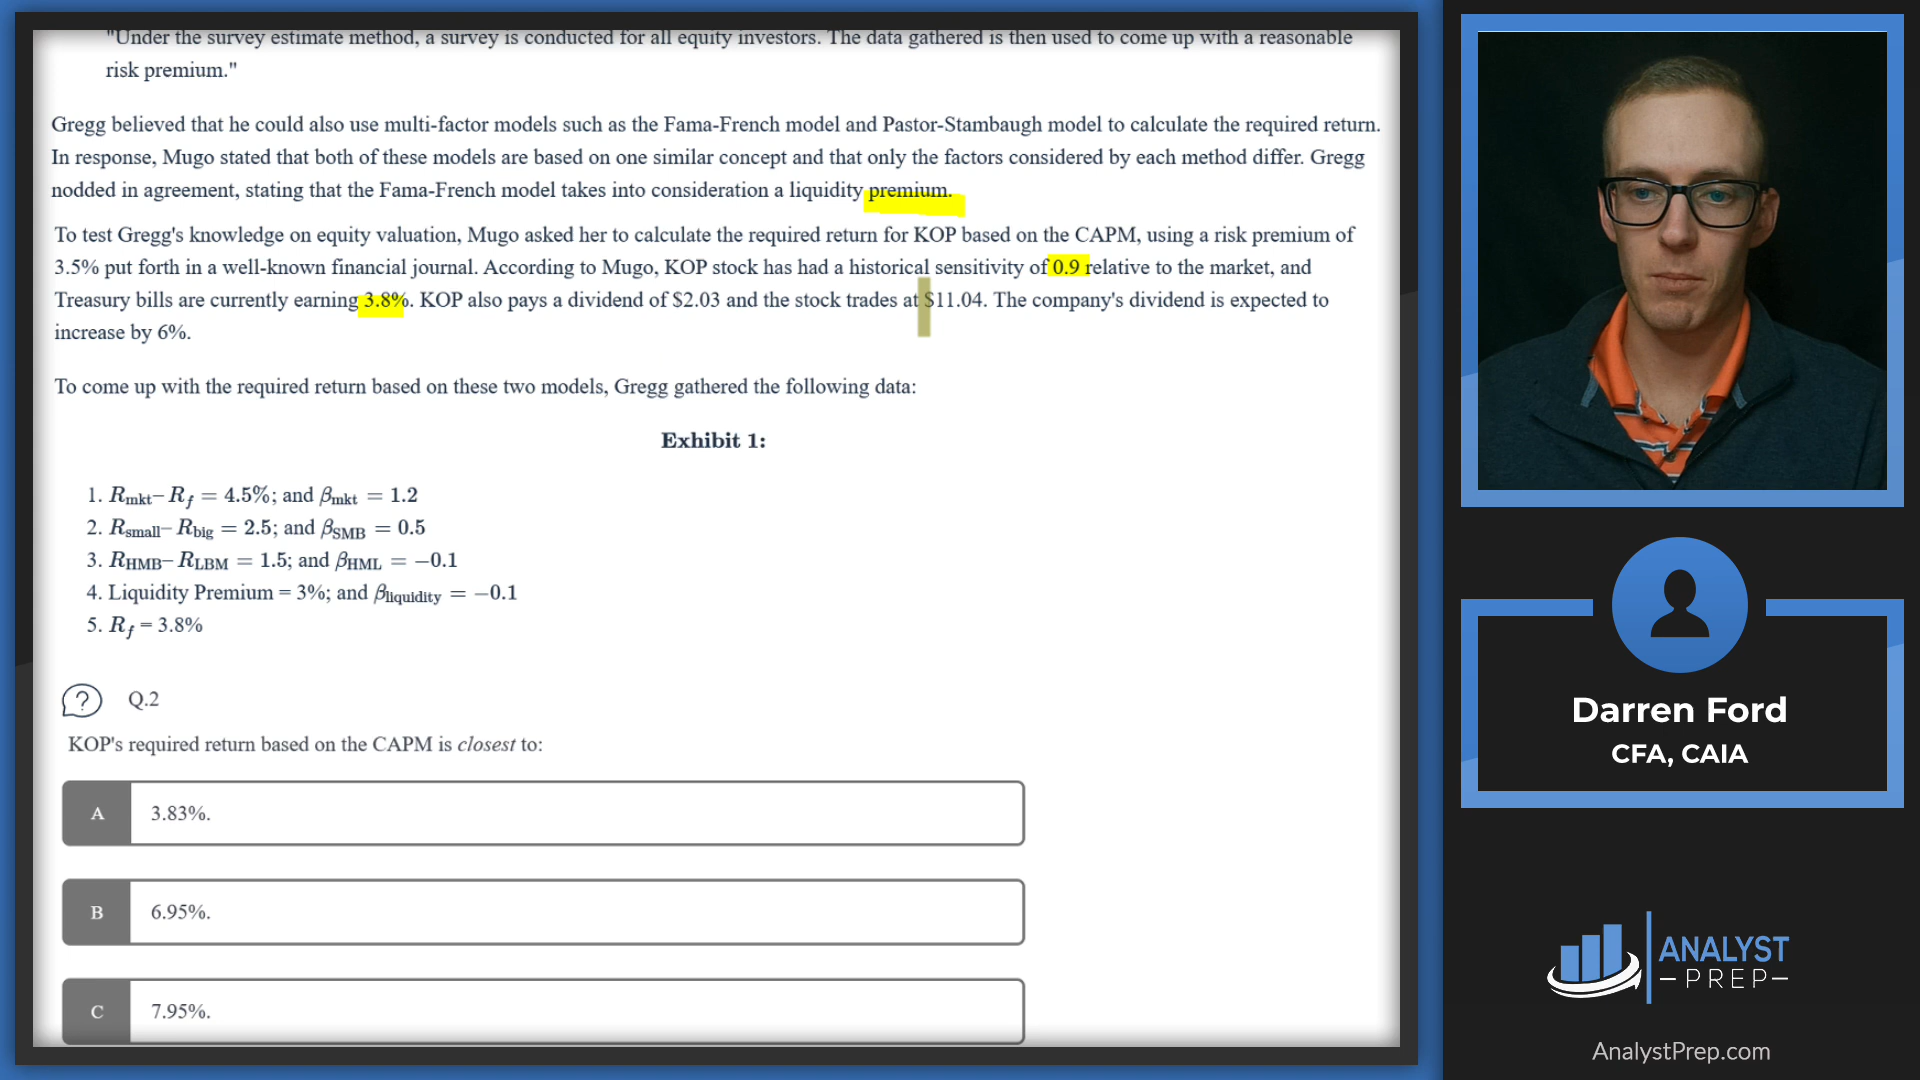 "Under the survey estimate method, a survey is conducted for all equity investors. The data gathered is then used to come up with a reasonable
risk premium."
Gregg believed that he could also use multi-factor models such as the Fama-French model and Pastor-Stambaugh model to calculate the required return.
In response, Mugo stated that both of these models are based on one similar concept and that only the factors considered by each method differ. Gregg
nodded in agreement, stating that the Fama-French model takes into consideration a liquidity premium.
To test Gregg's knowledge on equity valuation, Mugo asked her to calculate the required return for KOP based on the CAPM, using a risk premium of
3.5% put forth in a well-known financial journal. According to Mugo, KOP stock has had a historical sensitivity of 0.9 relative to the market, and
Treasury bills are currently earning 3.8%. KOP also pays a dividend of $2.03 and the stock trades at $11.04. The company's dividend is expected to
increase by 6%.
To come up with the required return based on these two models, Gregg gathered the following data:
Exhibit 1:
1. Rmkt− Rf = 4.5%; and βmkt = 1.2
2. Rsmall− Rbig = 2.5; and βSMB = 0.5
3. RHMB− RLBM = 1.5; and βHML = −0.1
4. Liquidity Premium = 3%; and βliquidity = −0.1
5. Rf = 3.8%
? Q.2
KOP's required return based on the CAPM is closest to:
A 3.83%.
B 6.95%.
C 7.95%.
Darren Ford
CFA, CAIA
ANALYST
PREP
AnalystPrep.com